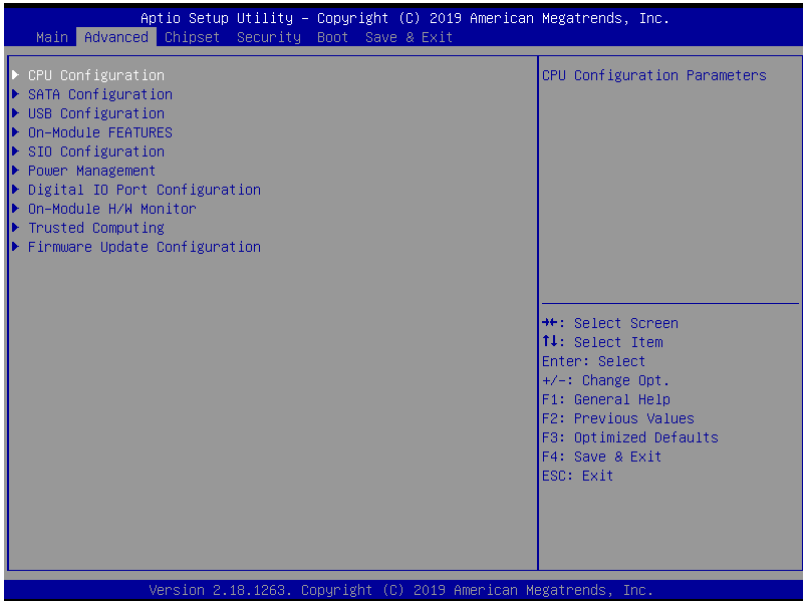 Aptio Setup Utility – Copyright (C) 2019 American Megatrends, Inc.
Main Advanced Chipset Security Boot Save & Exit
▶ CPU Configuration
▶ SATA Configuration
▶ USB Configuration
▶ On-Module FEATURES
▶ SIO Configuration
▶ Power Management
▶ Digital IO Port Configuration
▶ On-Module H/W Monitor
▶ Trusted Computing
▶ Firmware Update Configuration
CPU Configuration Parameters
→←: Select Screen
↑↓: Select Item
Enter: Select
+/-: Change Opt.
F1: General Help
F2: Previous Values
F3: Optimized Defaults
F4: Save & Exit
ESC: Exit
Version 2.18.1263. Copyright (C) 2019 American Megatrends, Inc.